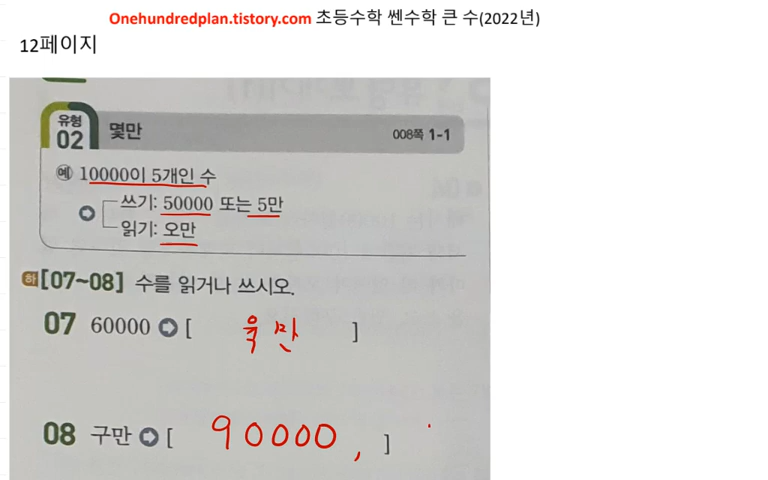 Onehundredplan.tistory.com 초등수학 쎈수학 큰 수(2022년)
12페이지
유형 02 몇만 008쪽 1-1
예 10000이 5개인 수
쓰기: 50000 또는 5만
읽기: 오만
하 [07~08] 수를 읽거나 쓰시오.
07 60000 ➡ [ 육만 ]
08 구만 ➡ [ 90000, ]